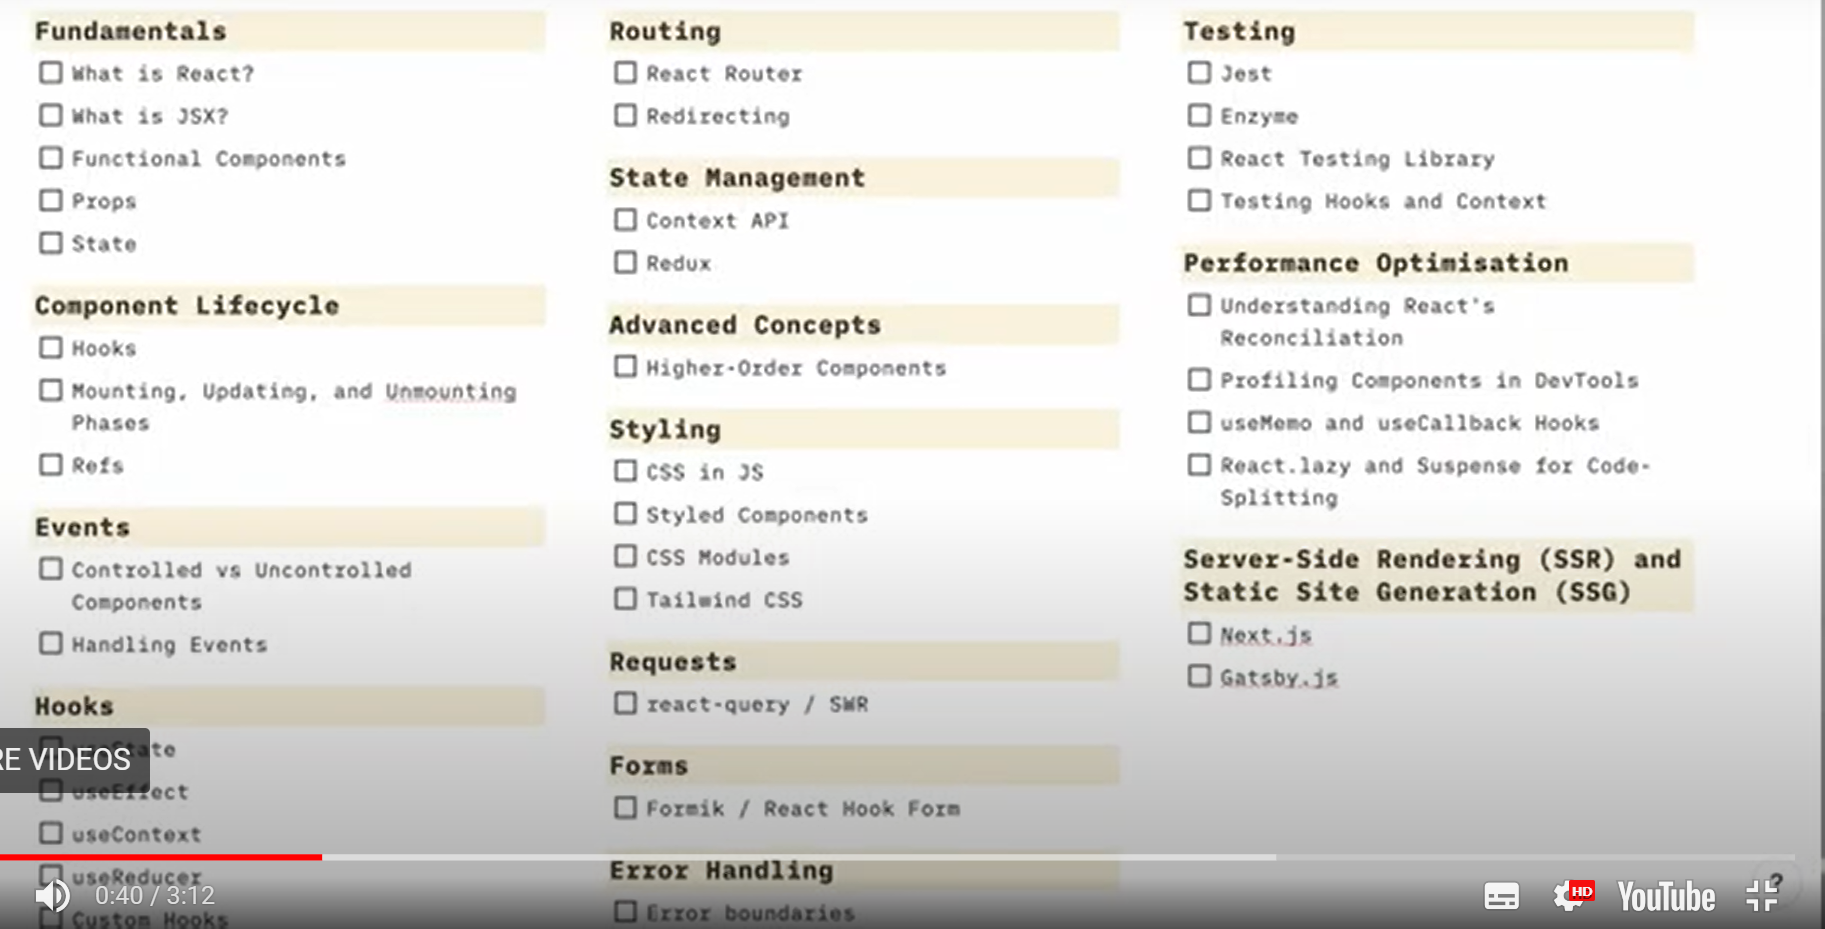 Fundamentals
What is React?
What is JSX?
Functional Components
Props
State
Component Lifecycle
Hooks
Mounting, Updating, and Unmounting
Phases
Refs
Events
Controlled vs Uncontrolled
Components
Handling Events
Hooks
useState
useEffect
useContext
useReducer
Custom Hooks
Routing
React Router
Redirecting
State Management
Context API
Redux
Advanced Concepts
Higher-Order Components
Styling
CSS in JS
Styled Components
CSS Modules
Tailwind CSS
Requests
react-query / SWR
Forms
Formik / React Hook Form
Error Handling
Error boundaries
Testing
Jest
Enzyme
React Testing Library
Testing Hooks and Context
Performance Optimisation
Understanding React's
Reconciliation
Profiling Components in DevTools
useMemo and useCallback Hooks
React.lazy and Suspense for Code-
Splitting
Server-Side Rendering (SSR) and
Static Site Generation (SSG)
Next.js
Gatsby.js
RE VIDEOS
0:40 / 3:12
HD
YouTube
?